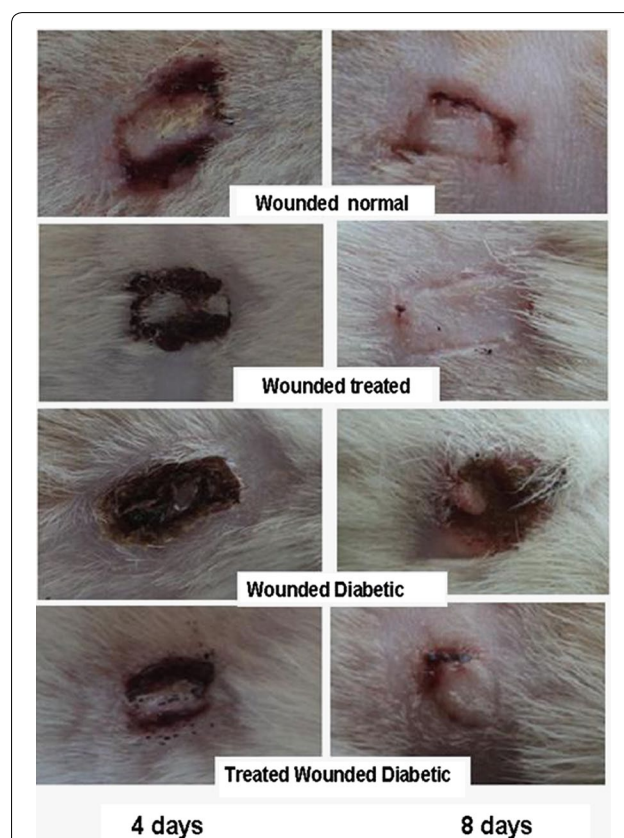 Wounded normal
Wounded treated
Wounded Diabetic
Treated Wounded Diabetic
4 days 8 days